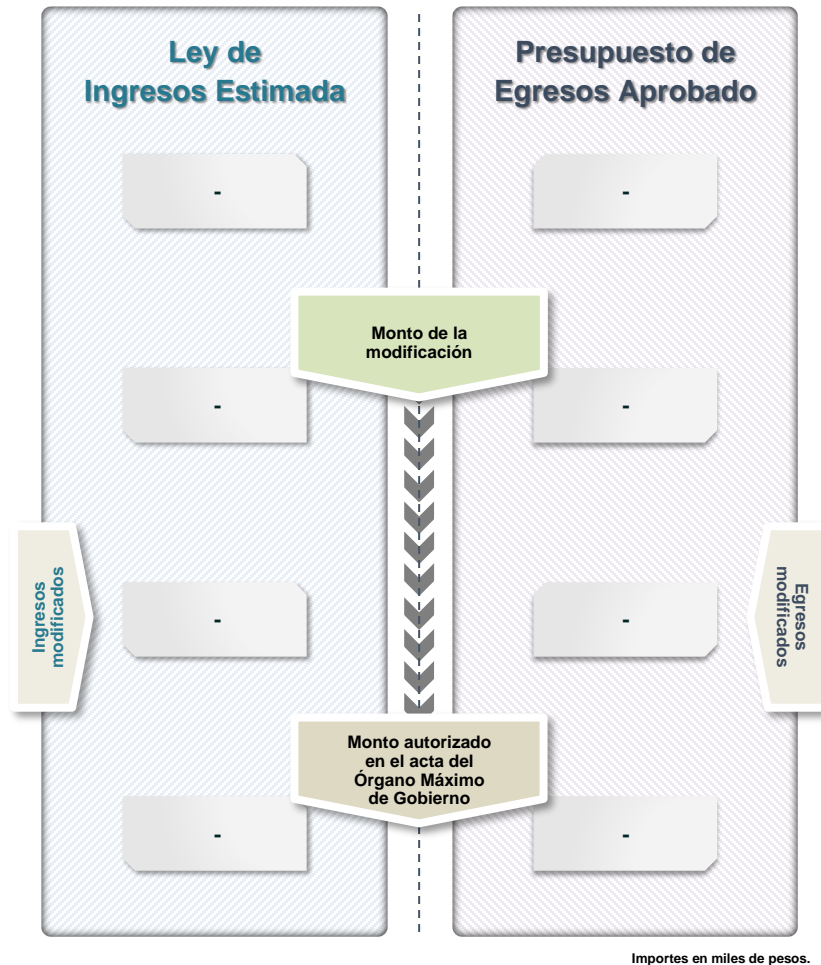 Ley de
Ingresos Estimada
Presupuesto de
Egresos Aprobado
-
-
Monto de la
modificación
-
-
Ingresos
modificados
-
-
Egresos
modificados
Monto autorizado
en el acta del
Órgano Máximo
de Gobierno
-
-
Importes en miles de pesos.